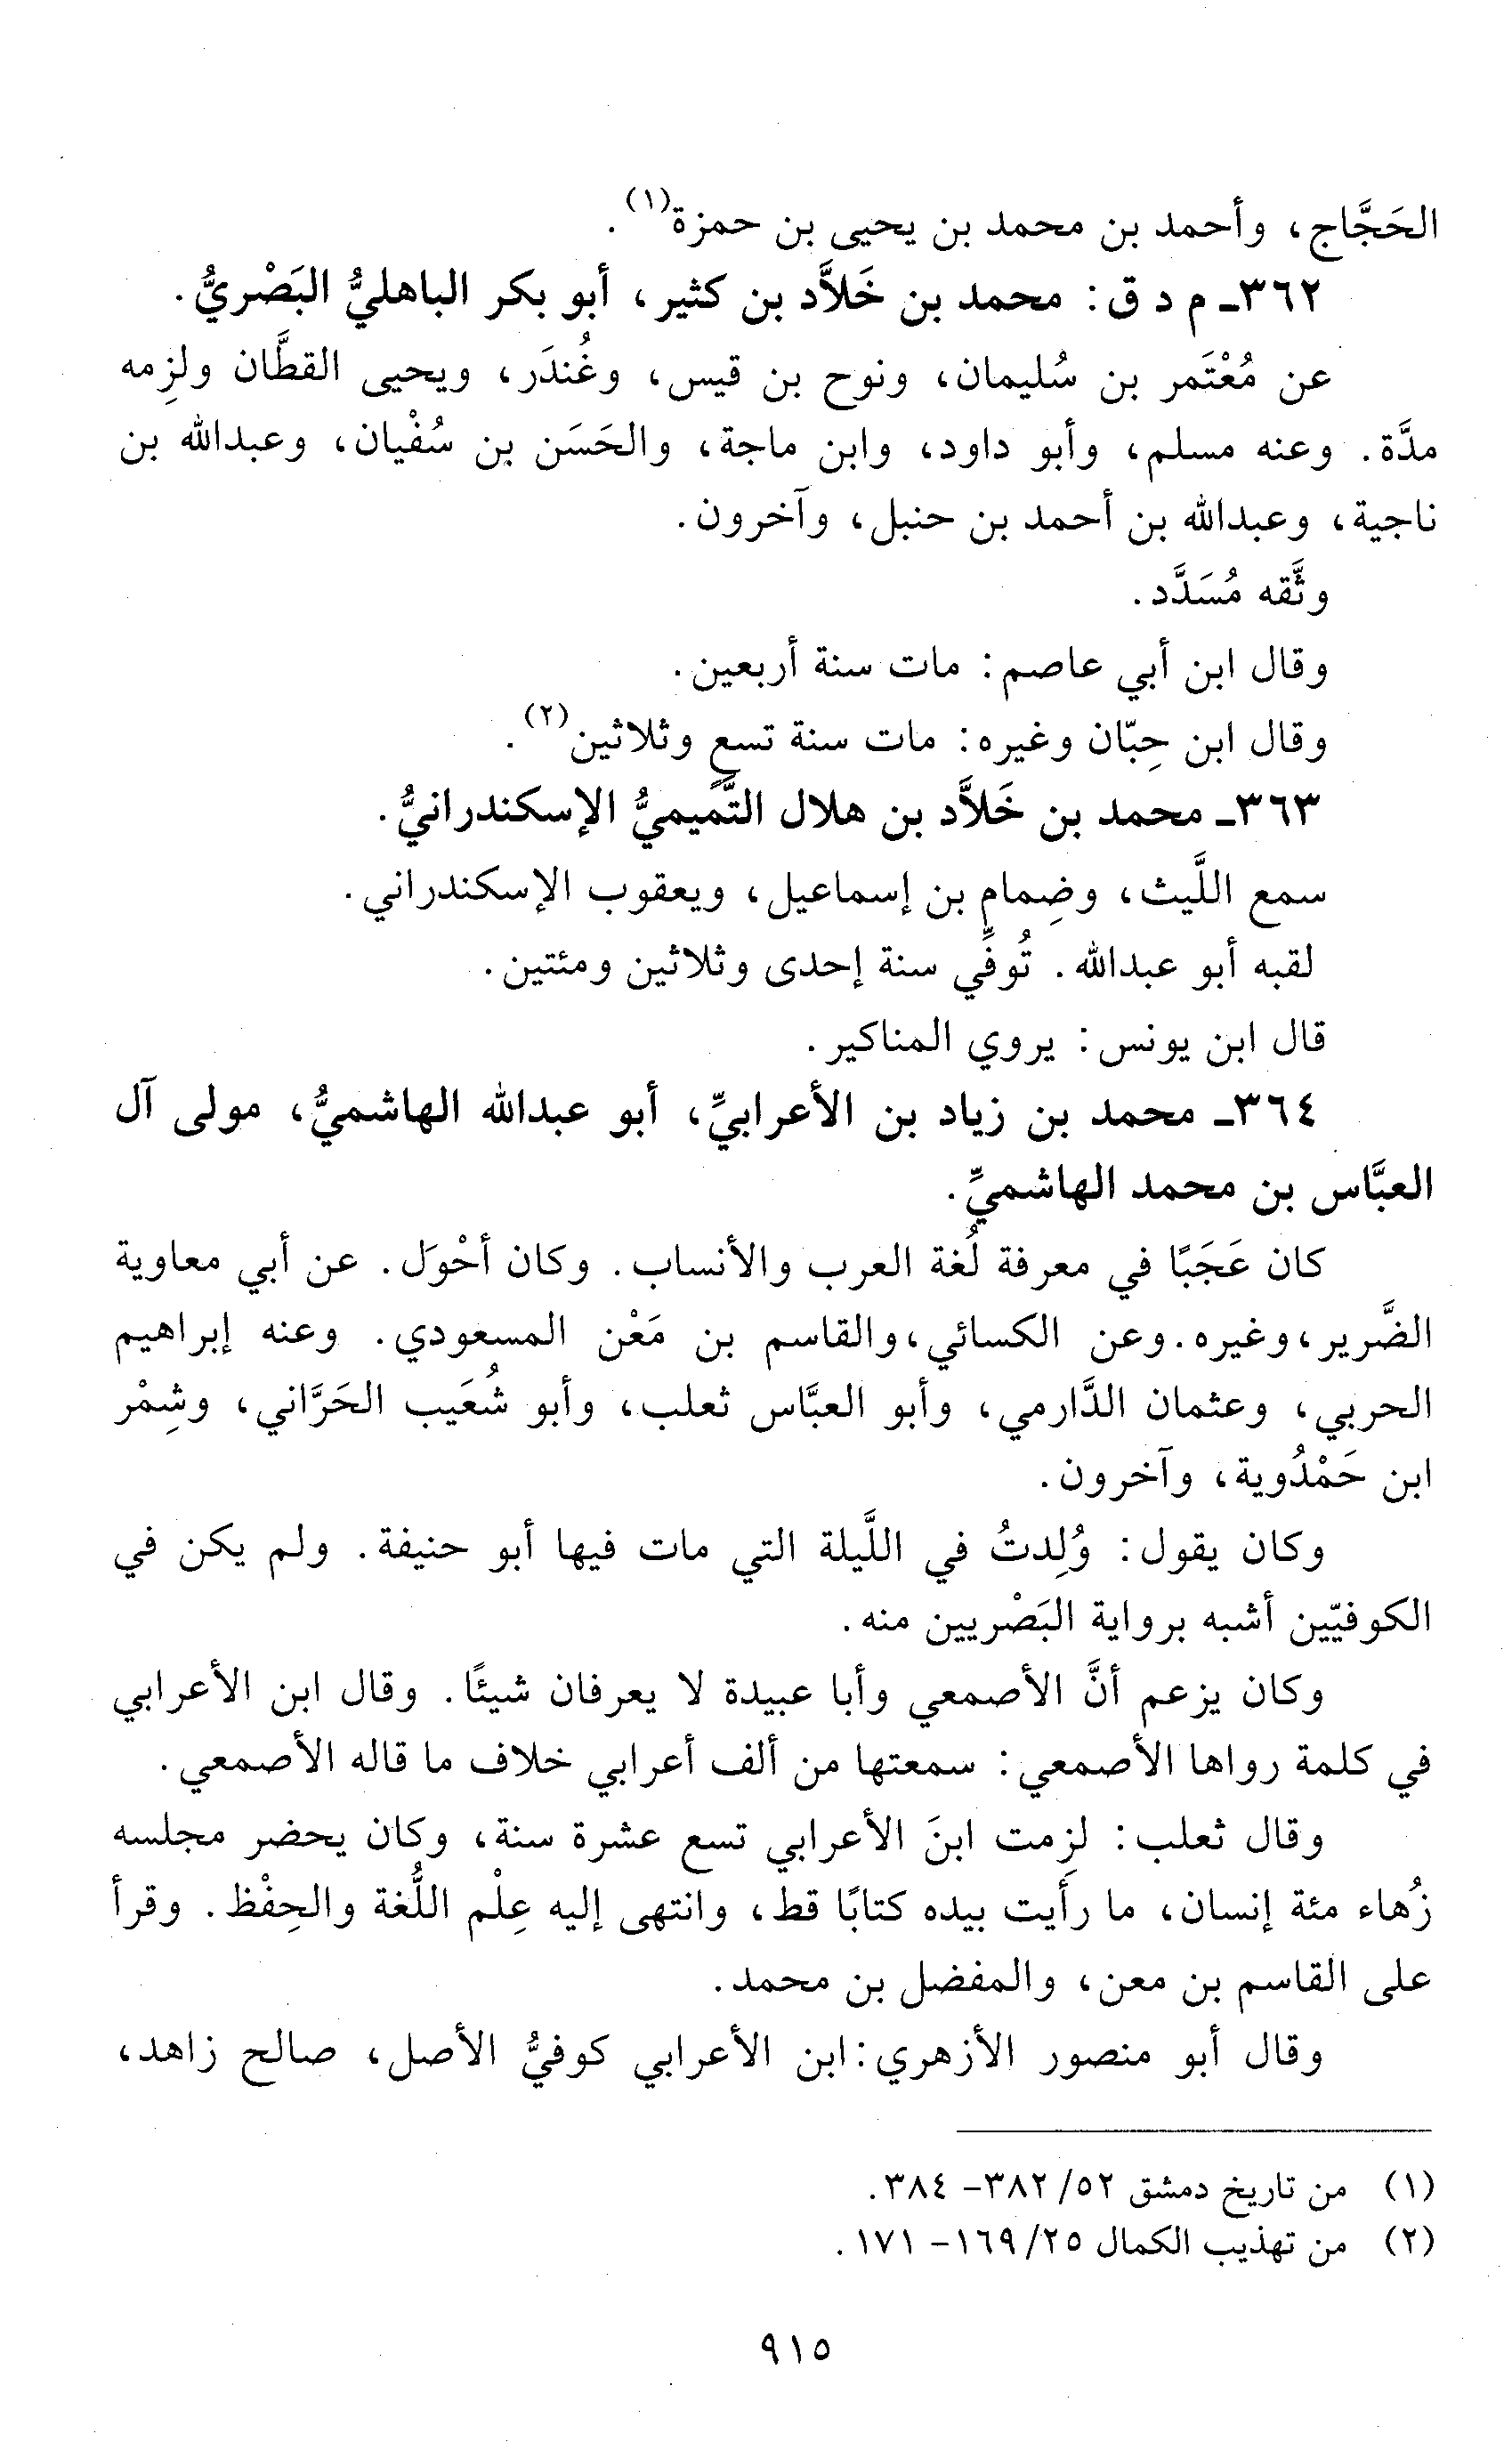 الحَجَّاج، وأحمد بن محمد بن يحيى بن حمزة(١).
٣٦٢ـ م د ق: محمد بن خَلاَّد بن كثير، أبو بكر الباهليُّ البَصْريُّ.
عن مُعْتَمر بن سُليمان، ونوح بن قيس، وغُندَر، ويحيى القطَّان ولزِمه
مدَّة. وعنه مسلم، وأبو داود، وابن ماجة، والحَسَن بن سُفْيان، وعبدالله بن
ناجية، وعبدالله بن أحمد بن حنبل، وآخرون.
وثَّقه مُسَدَّد.
وقال ابن أبي عاصم: مات سنة أربعين.
وقال ابن حِبّان وغيره: مات سنة تسعٍ وثلاثين(٢).
٣٦٣ـ محمد بن خَلاَّد بن هلال التَّميميُّ الإسكندرانيُّ.
سمع اللَّيث، وضِمام بن إسماعيل، ويعقوب الإسكندراني.
لقبه أبو عبدالله. تُوفِّي سنة إحدى وثلاثين ومئتين.
قال ابن يونس: يروي المناكير.
٣٦٤ـ محمد بن زياد بن الأعرابيِّ، أبو عبدالله الهاشميُّ، مولى آل
العبَّاس بن محمد الهاشميِّ.
كان عَجَبًا في معرفة لُغة العرب والأنساب. وكان أحْوَل. عن أبي معاوية
الضَّرير، وغيره. وعن الكسائي، والقاسم بن مَعْن المسعودي. وعنه إبراهيم
الحربي، وعثمان الدَّارمي، وأبو العبَّاس ثعلب، وأبو شُعَيب الحَرَّاني، وشِمْر
ابن حَمْدُوية، وآخرون.
وكان يقول: وُلِدتُ في اللَّيلة التي مات فيها أبو حنيفة. ولم يكن في
الكوفيّين أشبه برواية البَصْريين منه.
وكان يزعم أنَّ الأصمعي وأبا عبيدة لا يعرفان شيئًا. وقال ابن الأعرابي
في كلمة رواها الأصمعي: سمعتها من ألف أعرابي خلاف ما قاله الأصمعي.
وقال ثعلب: لزِمت ابنَ الأعرابي تسع عشرة سنة، وكان يحضر مجلسه
زُهاء مئة إنسان، ما رأَيت بيده كتابًا قط، وانتهى إليه عِلْم اللُّغة والحِفْظ. وقرأ
على القاسم بن معن، والمفضل بن محمد.
وقال أبو منصور الأزهري: ابن الأعرابي كوفيُّ الأصل، صالح زاهد،
(١) من تاريخ دمشق ٥٢/ ٣٨٢- ٣٨٤.
(٢) من تهذيب الكمال ٢٥/ ١٦٩- ١٧١.
٩١٥